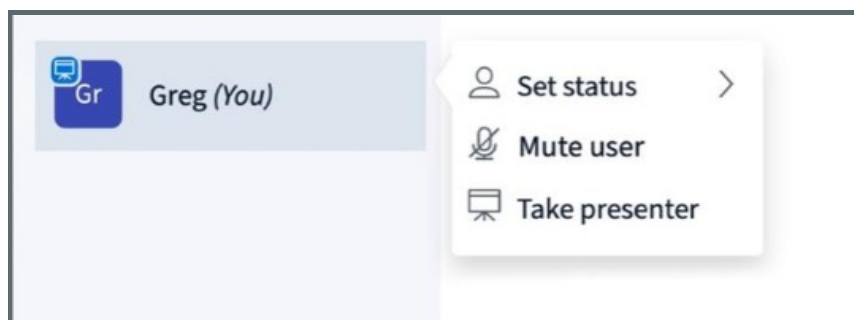 Gr
Greg (You)
Set status
Mute user
Take presenter